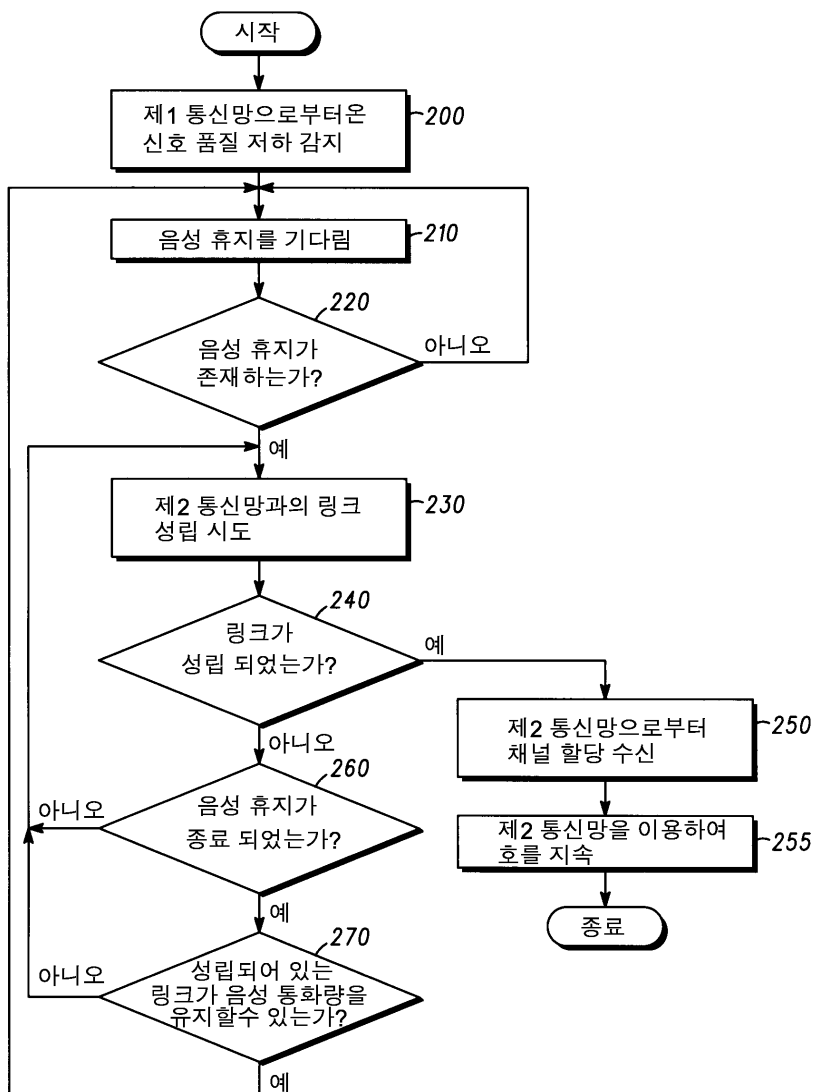 시작
제1 통신망으로부터온
신호 품질 저하 감지
200
음성 휴지를 기다림
210
220
음성 휴지가
존재하는가?
아니오
예
제2 통신망과의 링크
성립 시도
230
240
링크가
성립 되었는가?
예
아니오
제2 통신망으로부터
채널 할당 수신
250
260
음성 휴지가
종료 되었는가?
아니오
예
제2 통신망을 이용하여
호를 지속
255
종료
270
성립되어 있는
링크가 음성 통화량을
유지할수 있는가?
아니오
예